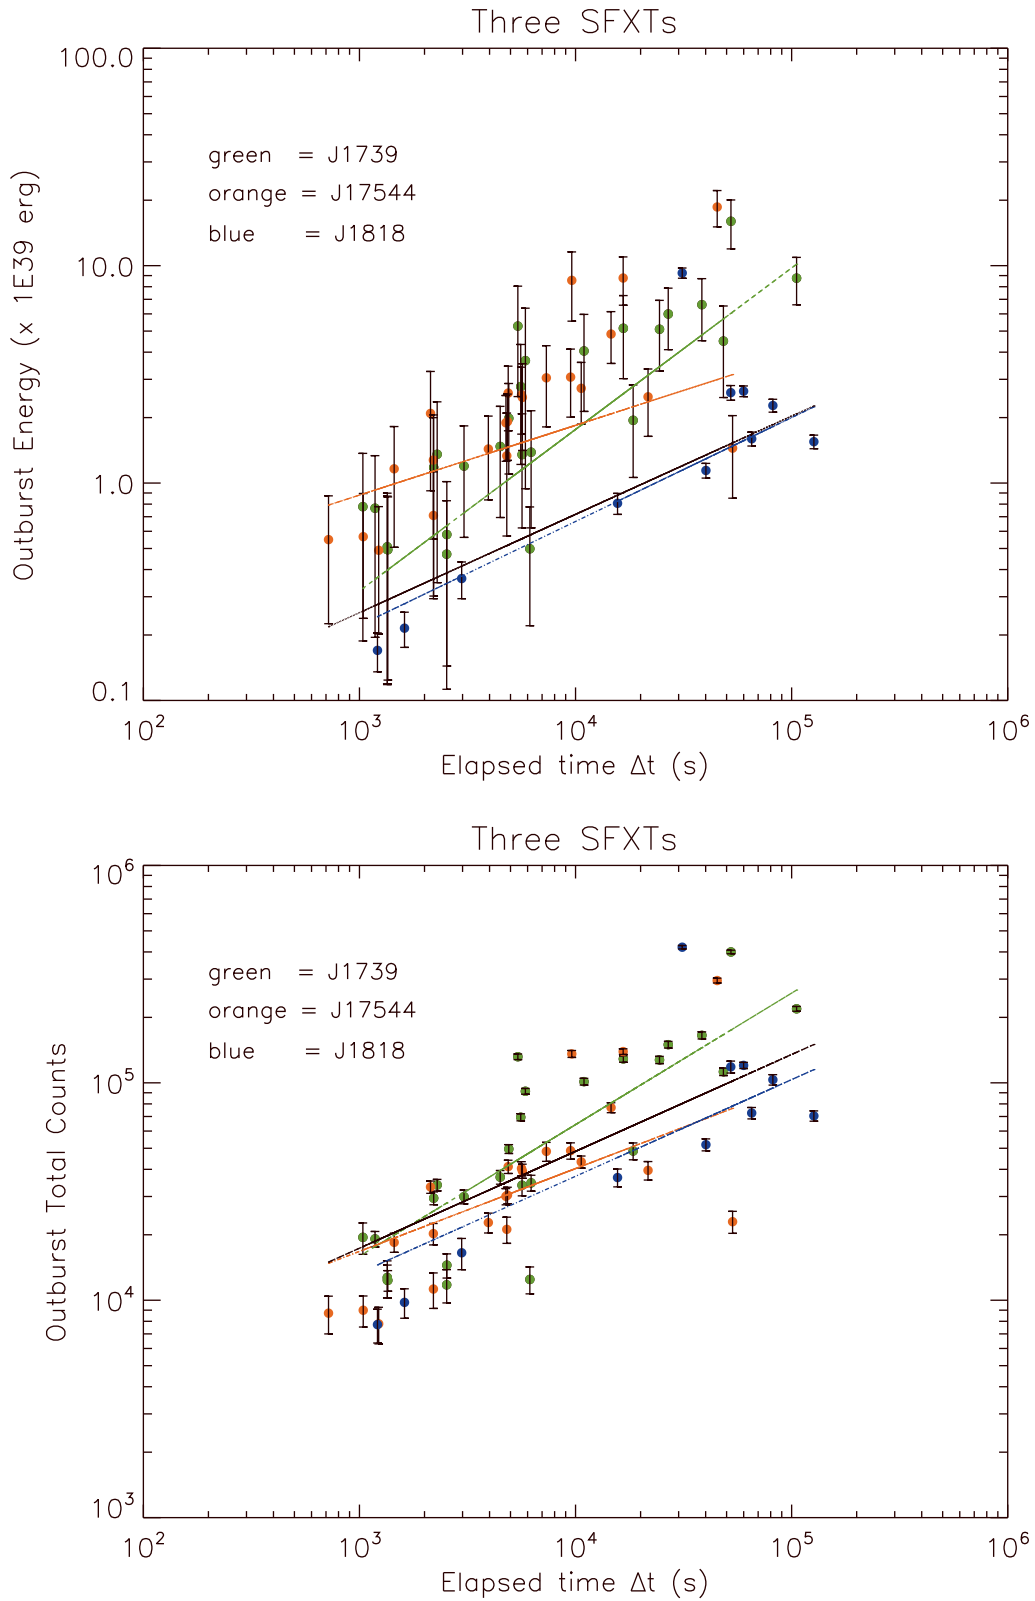 Three SFXTs
100.0
green = J1739
orange = J17544
blue = J1818
10.0
1.0
0.1
Outburst Energy (x 1E39 erg)
10² 10³ 10⁴ 10⁵ 10⁶
Elapsed time Δt (s)
Three SFXTs
10⁶
green = J1739
orange = J17544
blue = J1818
10⁵
10⁴
10³
Outburst Total Counts
10² 10³ 10⁴ 10⁵ 10⁶
Elapsed time Δt (s)